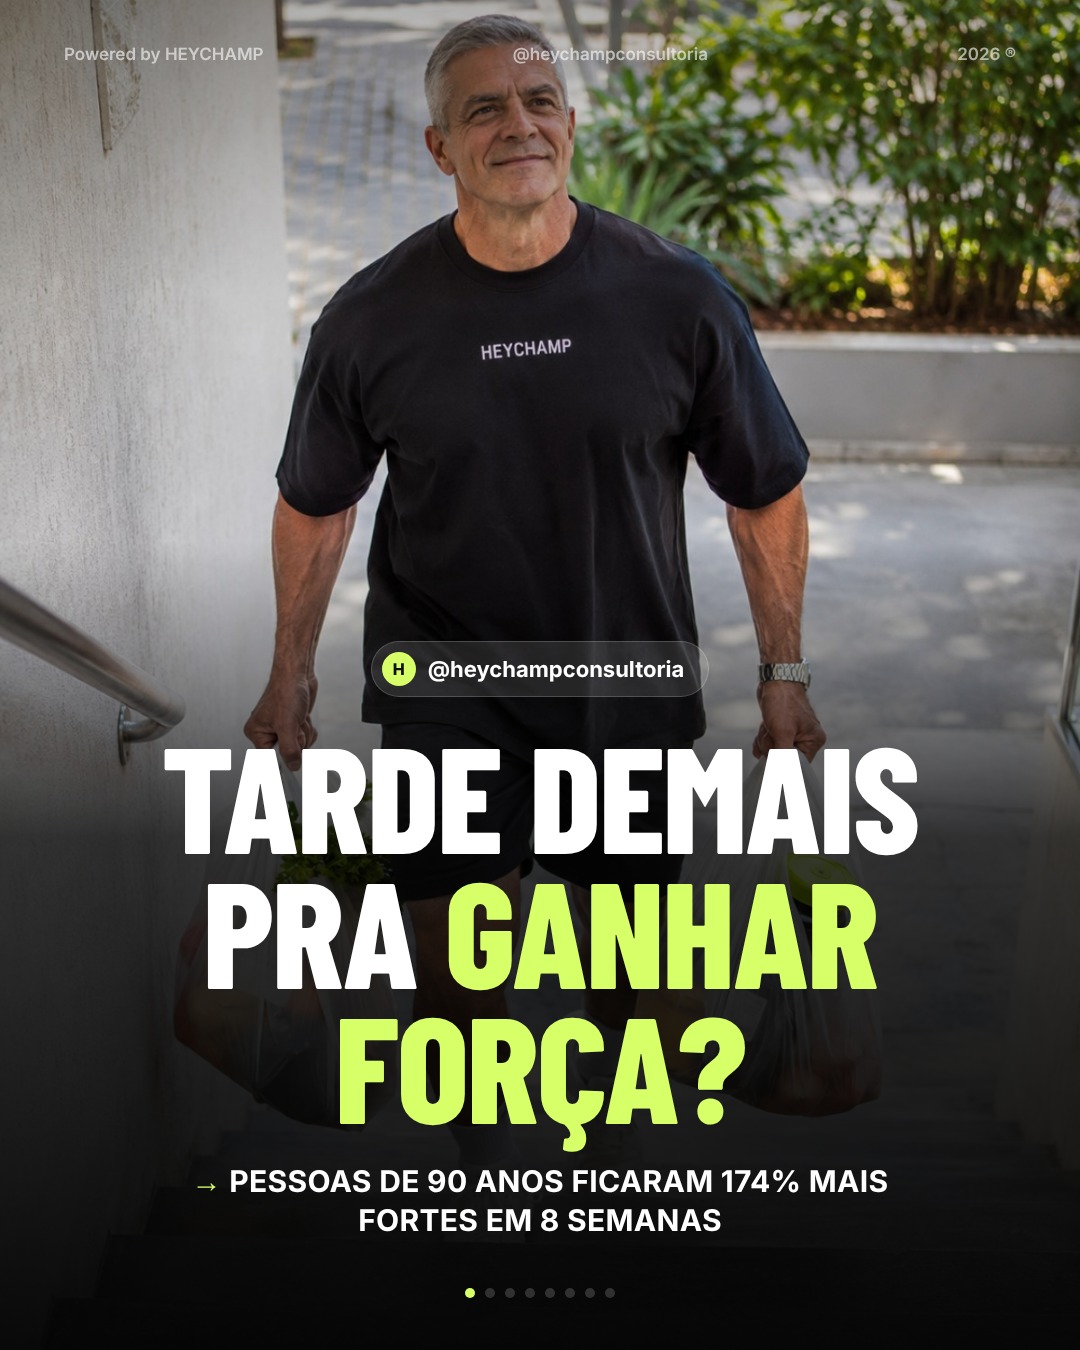 Powered by HEYCHAMP
@heychampconsultoria
2026 ®
HEYCHAMP
H
@heychampconsultoria
TARDE DEMAIS
PRA GANHAR
FORÇA?
→ PESSOAS DE 90 ANOS FICARAM 174% MAIS
FORTES EM 8 SEMANAS